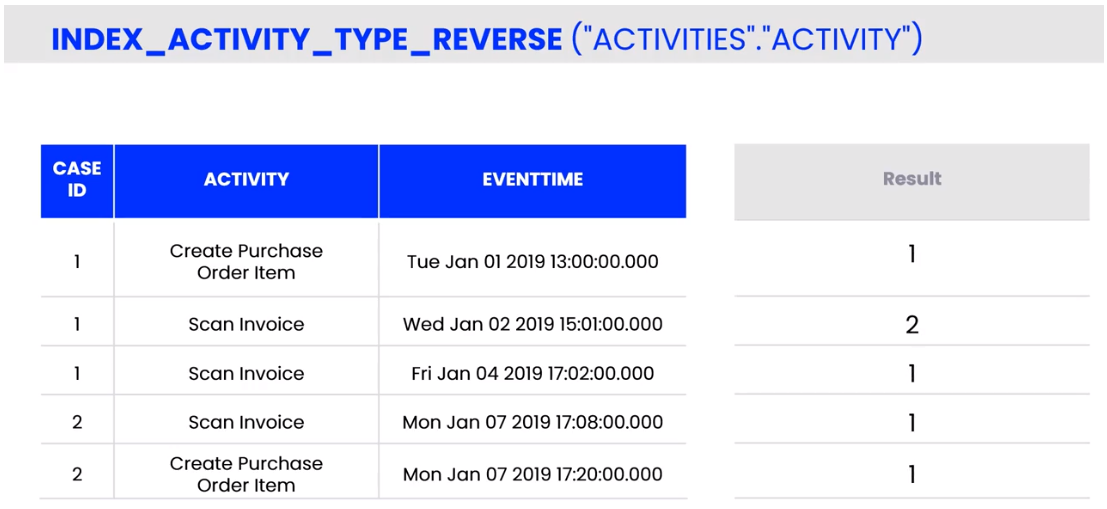 INDEX_ACTIVITY_TYPE_REVERSE ("ACTIVITIES"."ACTIVITY")
CASE ID ACTIVITY EVENTTIME Result
1 Create Purchase Order Item Tue Jan 01 2019 13:00:00.000 1
1 Scan Invoice Wed Jan 02 2019 15:01:00.000 2
1 Scan Invoice Fri Jan 04 2019 17:02:00.000 1
2 Scan Invoice Mon Jan 07 2019 17:08:00.000 1
2 Create Purchase Order Item Mon Jan 07 2019 17:20:00.000 1